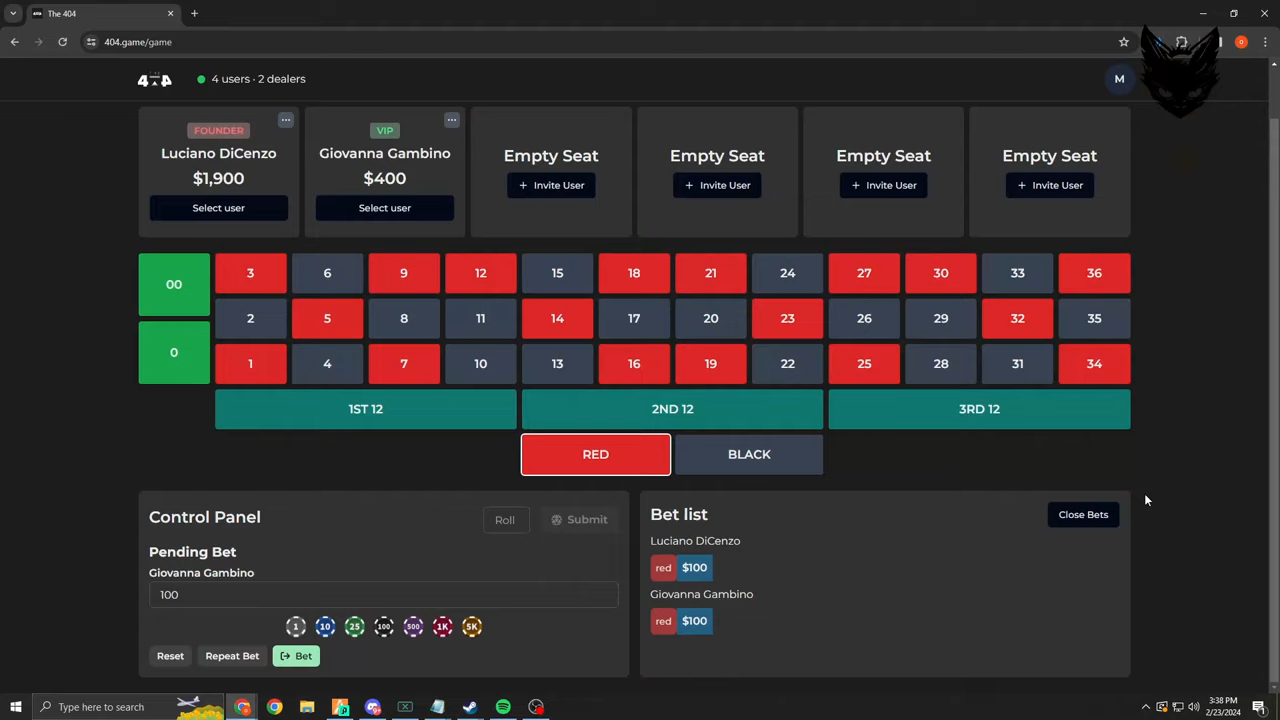 The 404
404.game/game
404
4 users · 2 dealers
M
FOUNDER
Luciano DiCenzo
$1,900
Select user
VIP
Giovanna Gambino
$400
Select user
Empty Seat
+ Invite User
Empty Seat
+ Invite User
Empty Seat
+ Invite User
Empty Seat
+ Invite User
00 3 6 9 12 15 18 21 24 27 30 33 36
2 5 8 11 14 17 20 23 26 29 32 35
0 1 4 7 10 13 16 19 22 25 28 31 34
1ST 12 2ND 12 3RD 12
RED BLACK
Control Panel Roll Submit
Pending Bet
Giovanna Gambino
100
1 10 25 100 500 1K 5K
Reset Repeat Bet Bet
Bet list Close Bets
Luciano DiCenzo
red $100
Giovanna Gambino
red $100
Type here to search
3:38 PM
2/23/2024